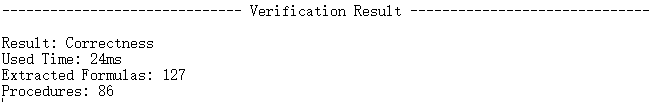 ---------------------------- Verification Result ----------------------------
Result: Correctness
Used Time: 24ms
Extracted Formulas: 127
Procedures: 86